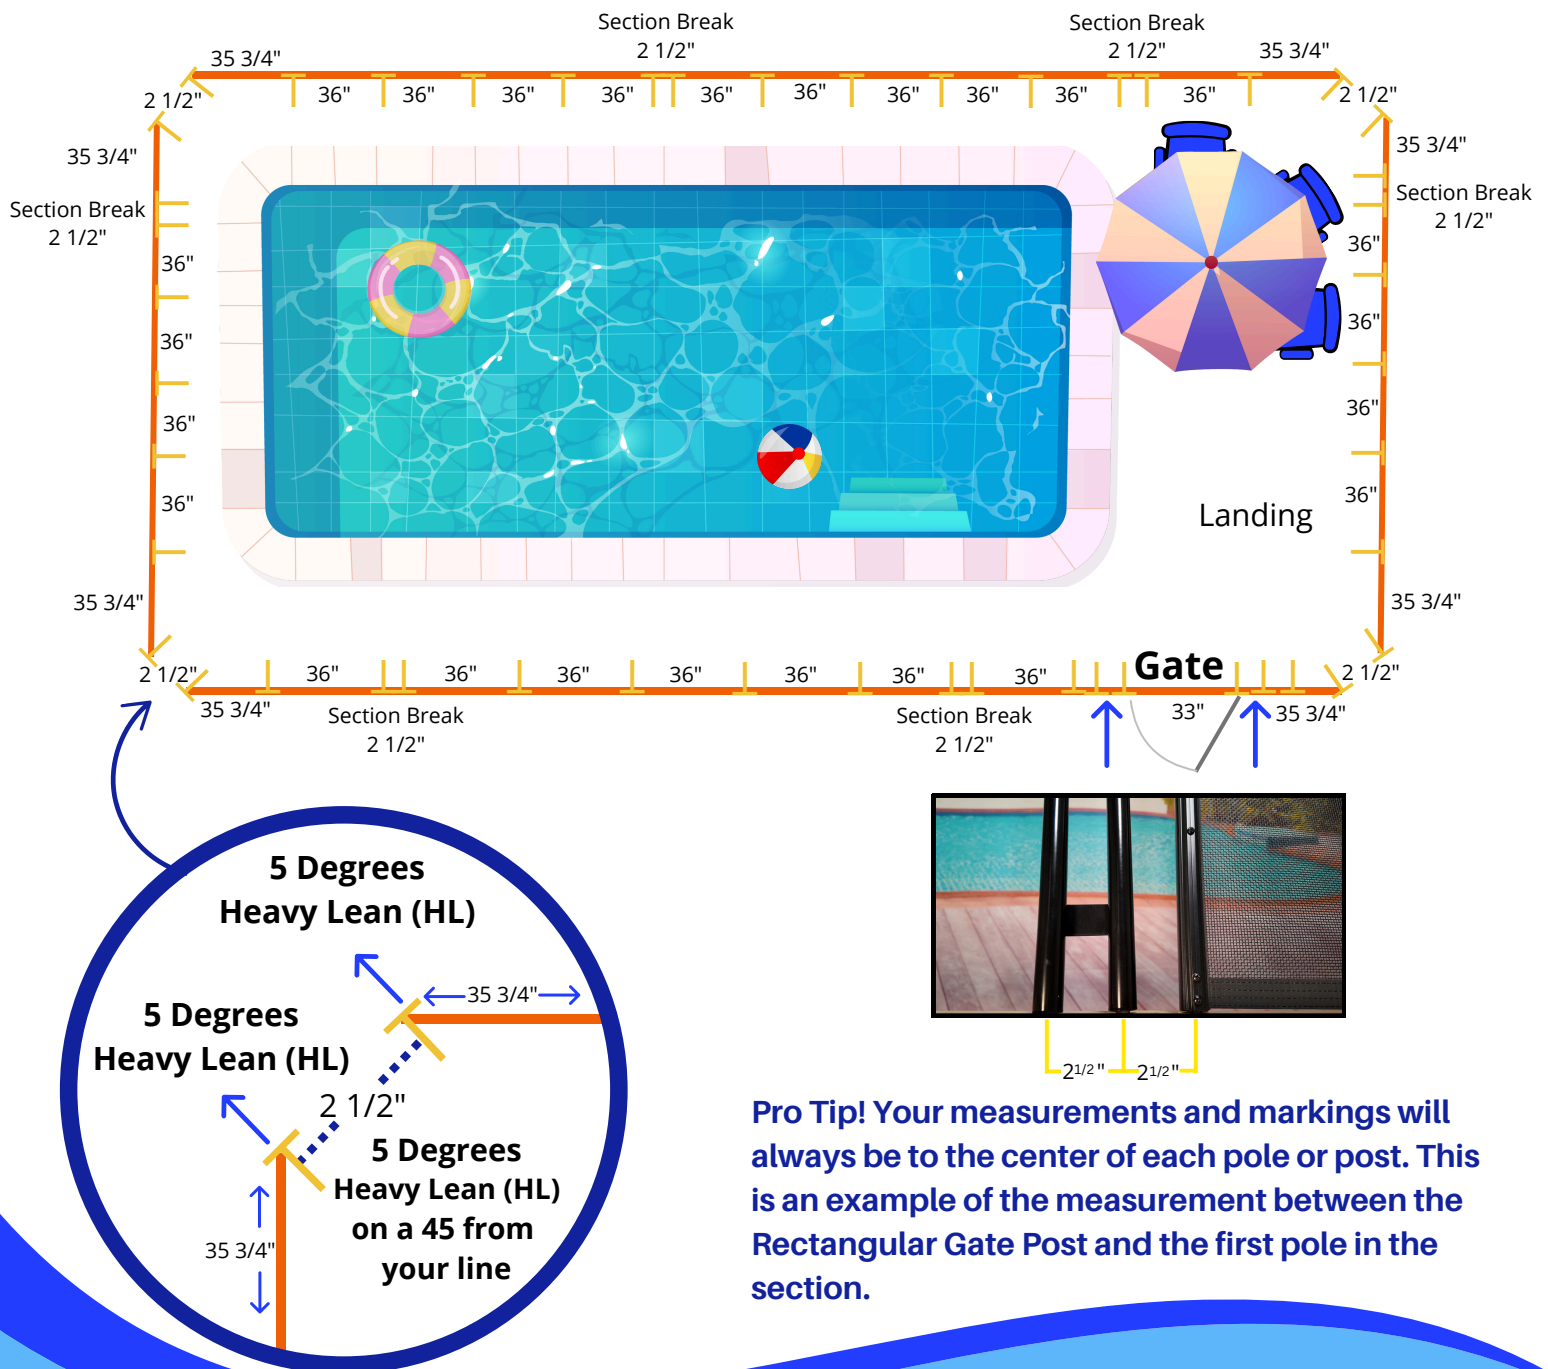 Section Break
2 1/2"
Section Break
2 1/2"
35 3/4"
35 3/4"
36"
36"
36"
36"
36"
36"
36"
36"
36"
36"
2 1/2"
2 1/2"
35 3/4"
35 3/4"
Section Break
2 1/2"
Section Break
2 1/2"
36"
36"
36"
36"
36"
36"
36"
36"
Landing
35 3/4"
35 3/4"
2 1/2"
36"
36"
36"
36"
36"
36"
Gate
2 1/2"
35 3/4"
Section Break
2 1/2"
Section Break
2 1/2"
33"
35 3/4"
5 Degrees
Heavy Lean (HL)
35 3/4"
5 Degrees
Heavy Lean (HL)
2 1/2"
5 Degrees
Heavy Lean (HL)
on a 45 from
your line
35 3/4"
2 1/2"
2 1/2"
Pro Tip! Your measurements and markings will
always be to the center of each pole or post. This
is an example of the measurement between the
Rectangular Gate Post and the first pole in the
section.